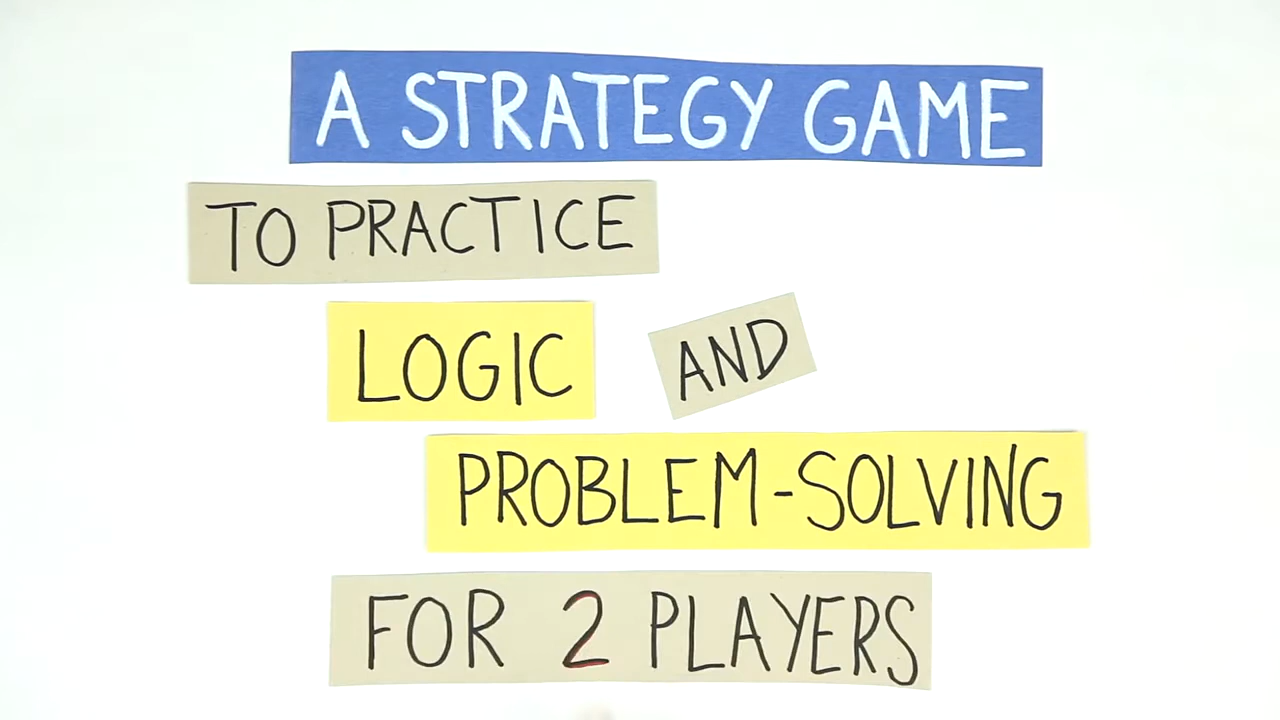 A STRATEGY GAME
TO PRACTICE
LOGIC AND
PROBLEM-SOLVING
FOR 2 PLAYERS